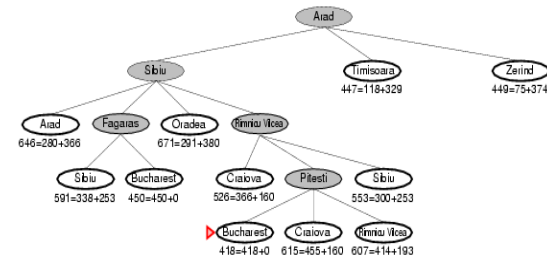 Arad
Sibiu Timisoara Zerind
447=118+329 449=75+374
Arad Fagaras Oradea Rimnicu Vilcea
646=280+366 671=291+380
Sibiu Bucharest Craiova Pitesti Sibiu
591=338+253 450=450+0 526=366+160 553=300+253
Bucharest Craiova Rimnicu Vilcea
418=418+0 615=455+160 607=414+193